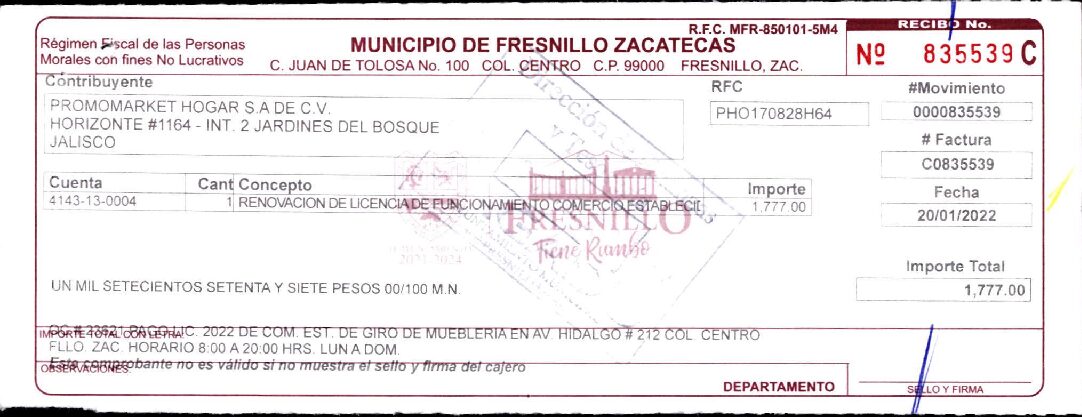 R.F.C. MFR-850101-5M4
RECIBO No.
Régimen Fiscal de las Personas
Morales con fines No Lucrativos
MUNICIPIO DE FRESNILLO ZACATECAS
C. JUAN DE TOLOSA No. 100 COL. CENTRO C.P. 99000 FRESNILLO, ZAC.
Nº 835539 C
Contribuyente
RFC
#Movimiento
PROMOMARKET HOGAR S.A DE C.V.
HORIZONTE #1164 - INT. 2 JARDINES DEL BOSQUE
JALISCO
PHO170828H64
0000835539
# Factura
C0835539
Dirección
y
Cuenta Cant Concepto Importe
Fecha
4143-13-0004 1 RENOVACION DE LICENCIA DE FUNCIONAMIENTO COMERCIO ESTABLECID 1,777.00
20/01/2022
FRESNILLO
Tiene Rumbo
2021-2024
Importe Total
UN MIL SETECIENTOS SETENTA Y SIETE PESOS 00/100 M.N.
1,777.00
IMPORTE TOTAL CON LETRA:
OC # 23621 PAGO LIC. 2022 DE COM. EST. DE GIRO DE MUEBLERIA EN AV. HIDALGO # 212 COL. CENTRO
FLLO. ZAC. HORARIO 8:00 A 20:00 HRS. LUN A DOM.
Este comprobante no es válido si no muestra el sello y firma del cajero
OBSERVACIONES:
DEPARTAMENTO
SELLO Y FIRMA